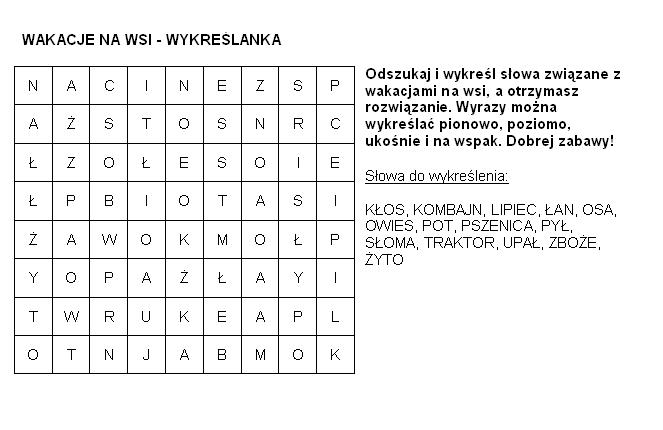 WAKACJE NA WSI - WYKREŚLANKA
N A C I N E Z S P
A Ż S T O S N R C
Ł Z O Ł E S O I E
Ł P B I O T A S I
Ż A W O K M O Ł P
Y O P A Ż Ł A Y I
T W R U K E A P L
O T N J A B M O K
Odszukaj i wykreśl słowa związane z
wakacjami na wsi, a otrzymasz
rozwiązanie. Wyrazy można
wykreślać pionowo, poziomo,
ukośnie i na wspak. Dobrej zabawy!
Słowa do wykreślenia:
KŁOS, KOMBAJN, LIPIEC, ŁAN, OSA,
OWIES, POT, PSZENICA, PYŁ,
SŁOMA, TRAKTOR, UPAŁ, ZBOŻE,
ŻYTO